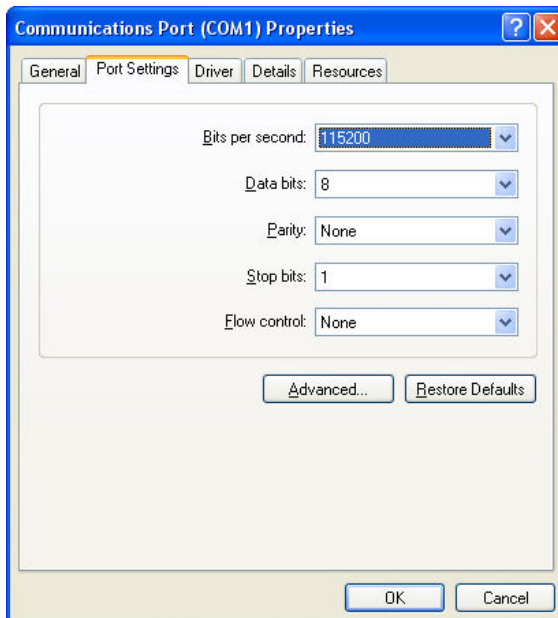 Communications Port (COM1) Properties
?
General Port Settings Driver Details Resources
Bits per second: 115200
Data bits: 8
Parity: None
Stop bits: 1
Flow control: None
Advanced... Restore Defaults
OK Cancel